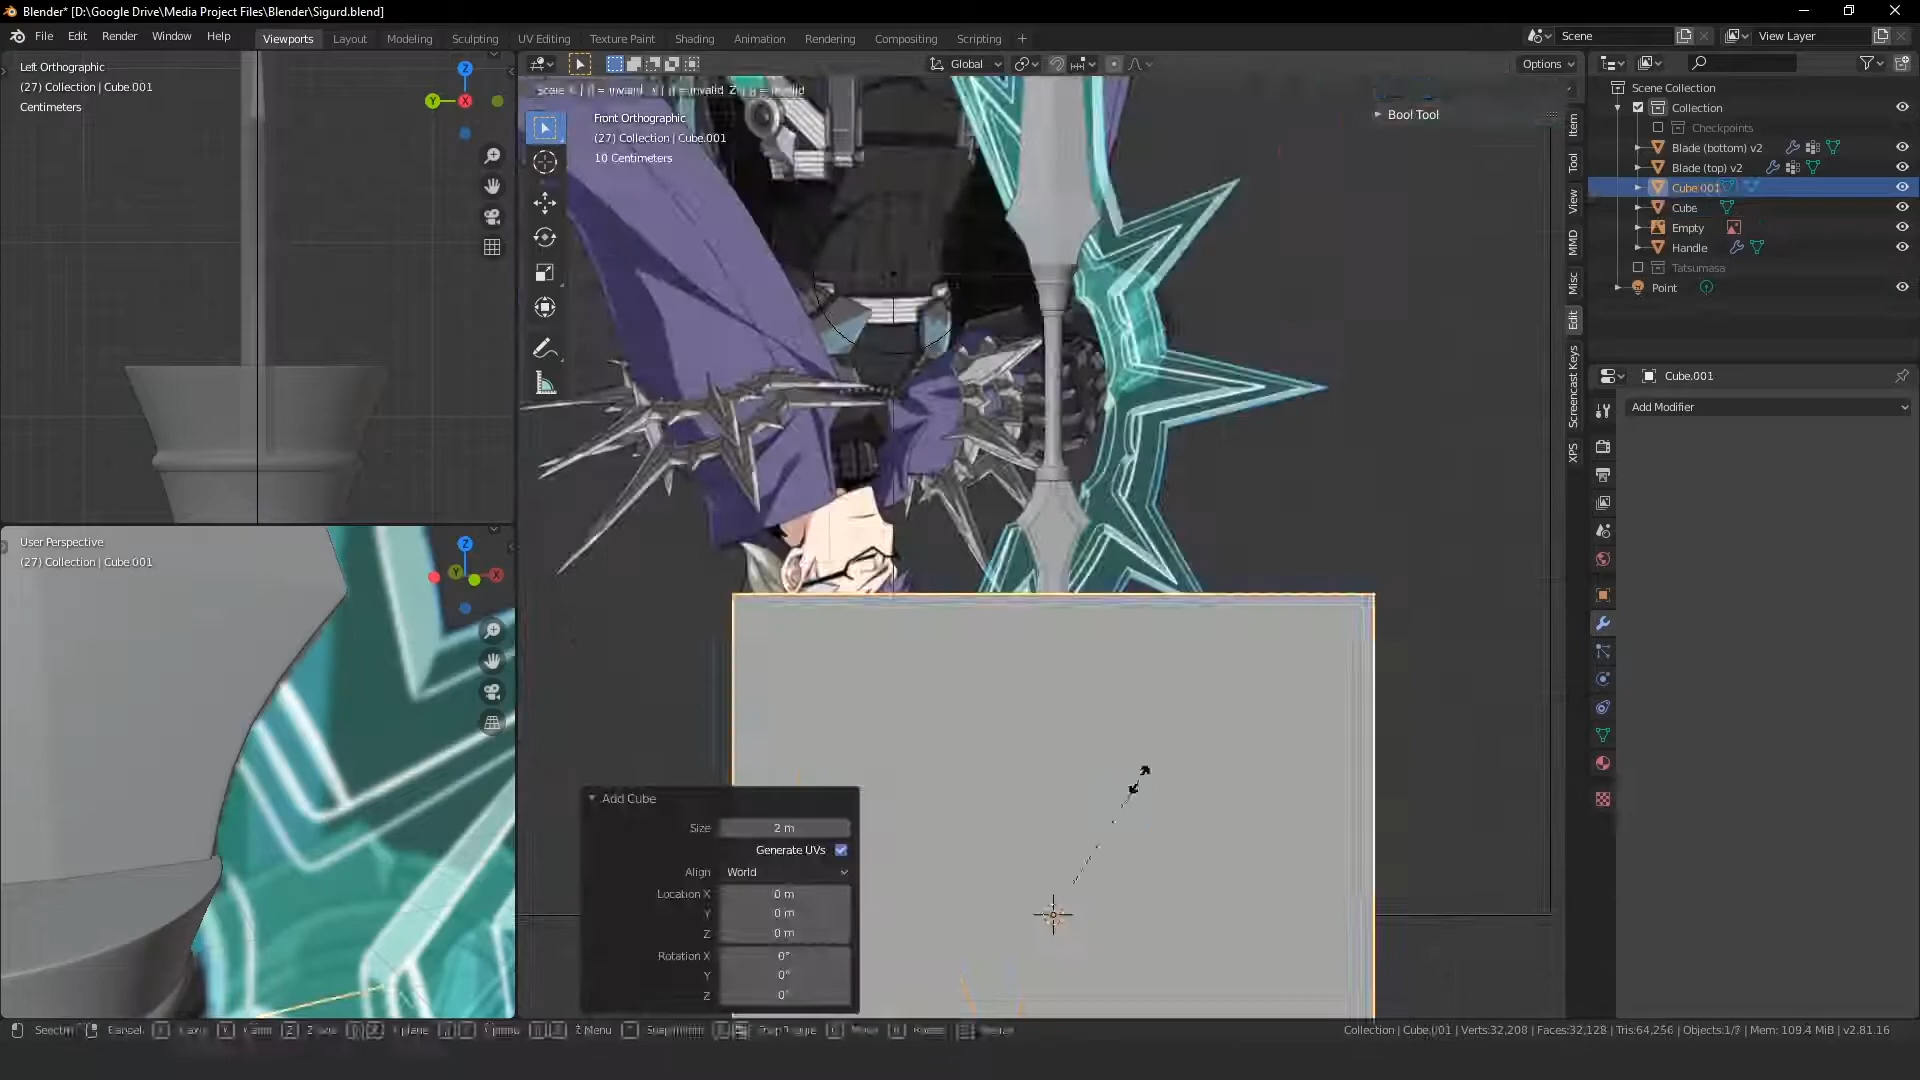 Blender* [D:\Google Drive\Media Project Files\Blender\Sigurd.blend]
File Edit Render Window Help
Viewports Layout Modeling Sculpting UV Editing Texture Paint Shading Animation Rendering Compositing Scripting
Scene
View Layer
Left Orthographic
(27) Collection | Cube.001
Centimeters
Global
Options
Front Orthographic
(27) Collection | Cube.001
10 Centimeters
Bool Tool
Item
Tool
View
MMD
Misc
Edit
Screencast Keys
XPS
Scene Collection
Collection
Checkpoints
Blade (bottom) v2
Blade (top) v2
Cube.001
Cube
Empty
Handle
Tatsumasa
Point
Cube.001
Add Modifier
User Perspective
(27) Collection | Cube.001
Add Cube
Size 2 m
Generate UVs
Align World
Location X 0 m
Y 0 m
Z 0 m
Rotation X 0°
Y 0°
Z 0°
Menu
Collection | Cube.001 | Verts:32,208 | Faces:32,128 | Tris:64,256 | Mem: 109.4 MiB | v2.81.16